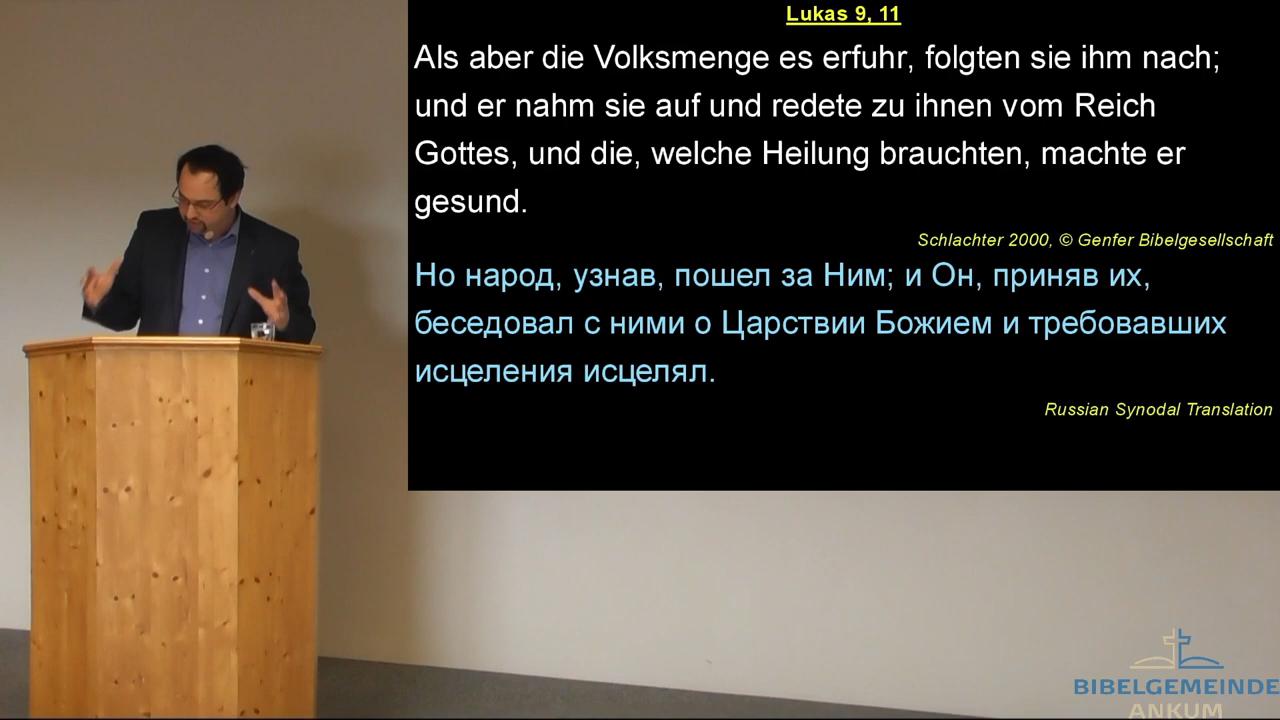 Lukas 9, 11
Als aber die Volksmenge es erfuhr, folgten sie ihm nach;
und er nahm sie auf und redete zu ihnen vom Reich
Gottes, und die, welche Heilung brauchten, machte er
gesund.
Schlachter 2000, © Genfer Bibelgesellschaft
Но народ, узнав, пошел за Ним; и Он, приняв их,
беседовал с ними о Царствии Божием и требовавших
исцеления исцелял.
Russian Synodal Translation
BIBELGEMEINDE
ANKUM